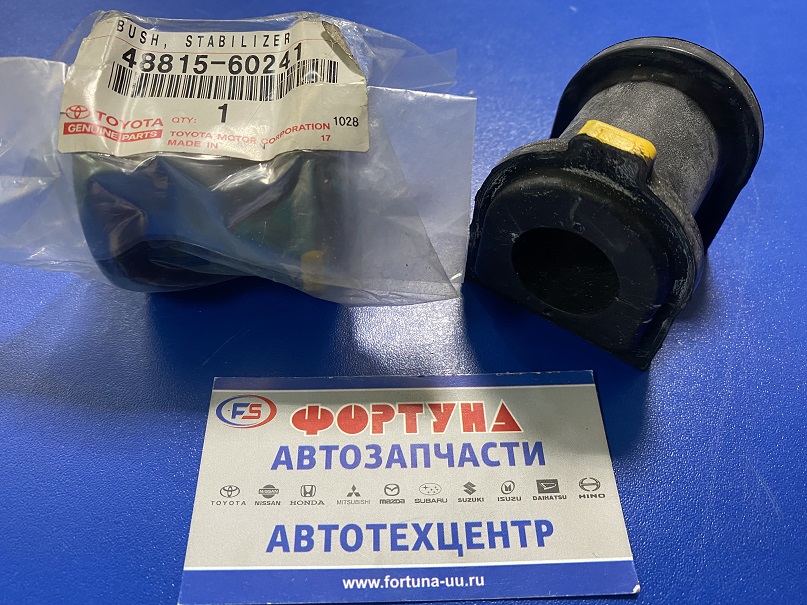 BUSH, STABILIZER
48815-60241
TOYOTA QTY: 1
GENUINE PARTS TOYOTA MOTOR CORPORATION 1028
MADE IN 17
FS ФОРТУНА
АВТОЗАПЧАСТИ
TOYOTA NISSAN HONDA MITSUBISHI mazda SUBARU SUZUKI ISUZU DAIHATSU HINO
АВТОТЕХЦЕНТР
www.fortuna-uu.ru